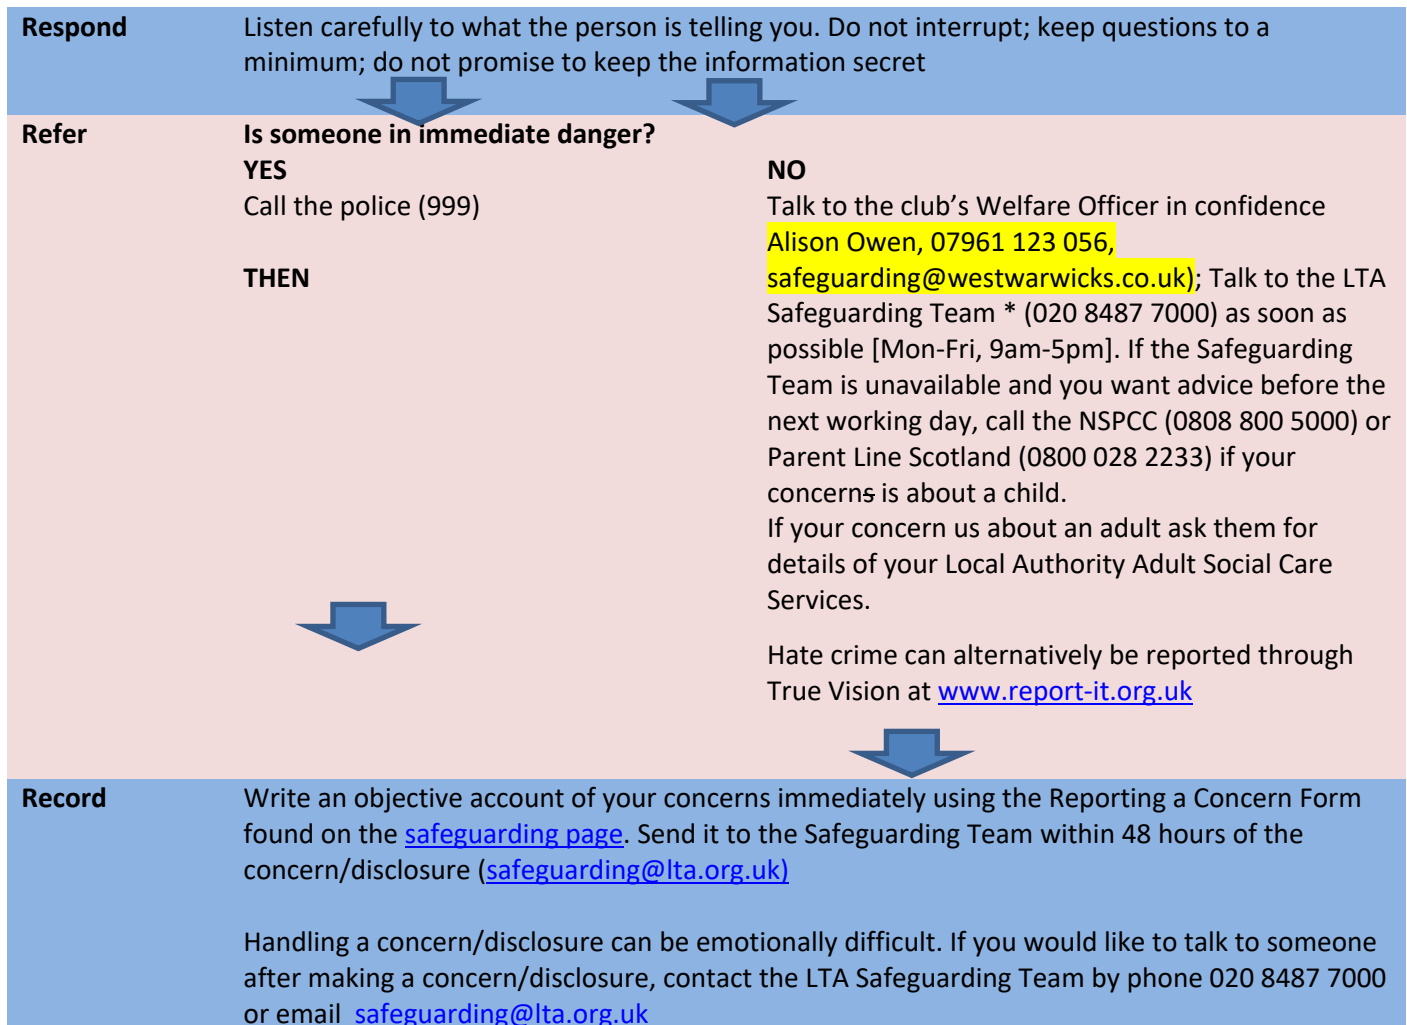 Respond
Listen carefully to what the person is telling you. Do not interrupt; keep questions to a
minimum; do not promise to keep the information secret
Refer
Is someone in immediate danger?
YES
Call the police (999)
THEN
NO
Talk to the club’s Welfare Officer in confidence
Alison Owen, 07961 123 056,
safeguarding@westwarwicks.co.uk); Talk to the LTA
Safeguarding Team * (020 8487 7000) as soon as
possible [Mon-Fri, 9am-5pm]. If the Safeguarding
Team is unavailable and you want advice before the
next working day, call the NSPCC (0808 800 5000) or
Parent Line Scotland (0800 028 2233) if your
concerns is about a child.
If your concern us about an adult ask them for
details of your Local Authority Adult Social Care
Services.
Hate crime can alternatively be reported through
True Vision at www.report-it.org.uk
Record
Write an objective account of your concerns immediately using the Reporting a Concern Form
found on the safeguarding page. Send it to the Safeguarding Team within 48 hours of the
concern/disclosure (safeguarding@lta.org.uk)
Handling a concern/disclosure can be emotionally difficult. If you would like to talk to someone
after making a concern/disclosure, contact the LTA Safeguarding Team by phone 020 8487 7000
or email safeguarding@lta.org.uk